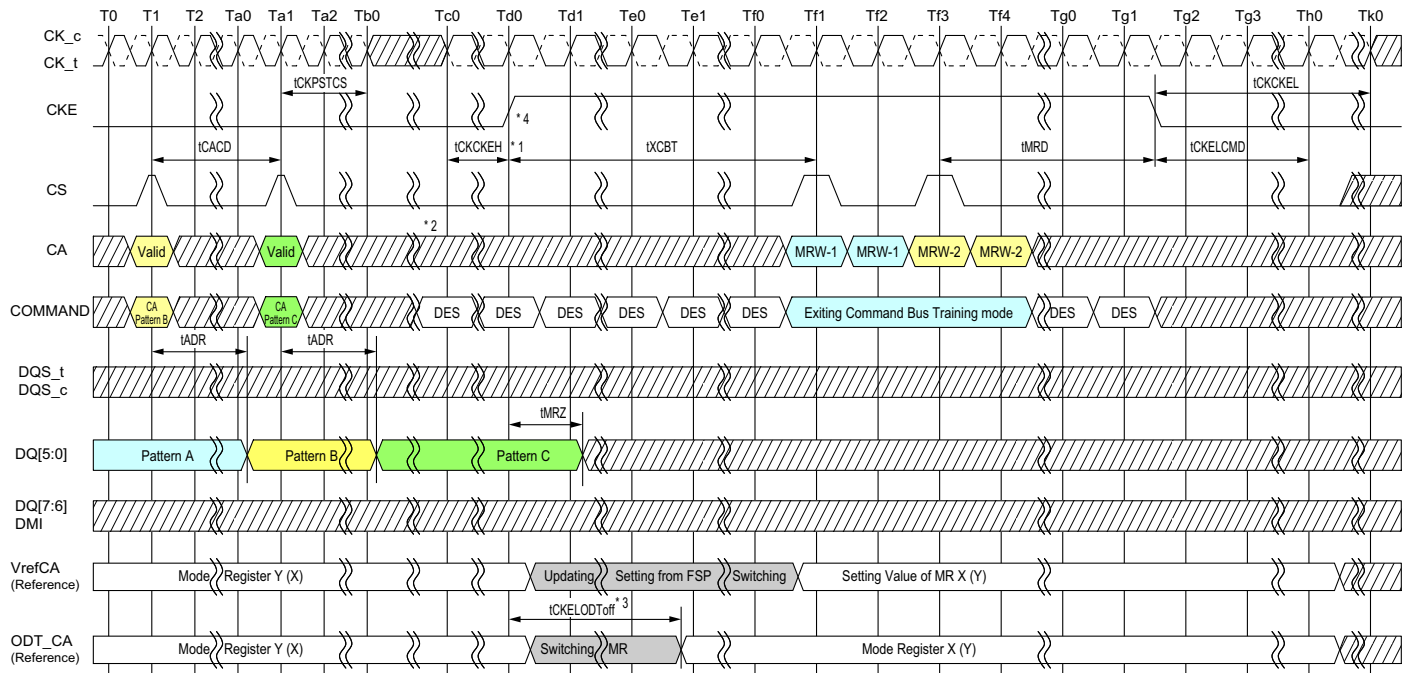 T0 T1 T2 Ta0 Ta1 Ta2 Tb0 Tc0 Td0 Td1 Te0 Te1 Tf0 Tf1 Tf2 Tf3 Tf4 Tg0 Tg1 Tg2 Tg3 Th0 Tk0
CK_c
CK_t
tCKPSTCS tCKCKEL
CKE
* 4
tCACD tCKCKEH * 1 tXCBT tMRD tCKELCMD
CS
* 2
CA Valid Valid MRW-1 MRW-1 MRW-2 MRW-2
COMMAND CA Pattern B CA Pattern C DES DES DES DES DES DES Exiting Command Bus Training mode DES DES
tADR tADR
DQS_t
DQS_c
tMRZ
DQ[5:0] Pattern A Pattern B Pattern C
DQ[7:6]
DMI
VrefCA
(Reference)
Mode Register Y (X) Updating Setting from FSP Switching Setting Value of MR X (Y)
tCKELODToff * 3
ODT_CA
(Reference)
Mode Register Y (X) Switching MR Mode Register X (Y)